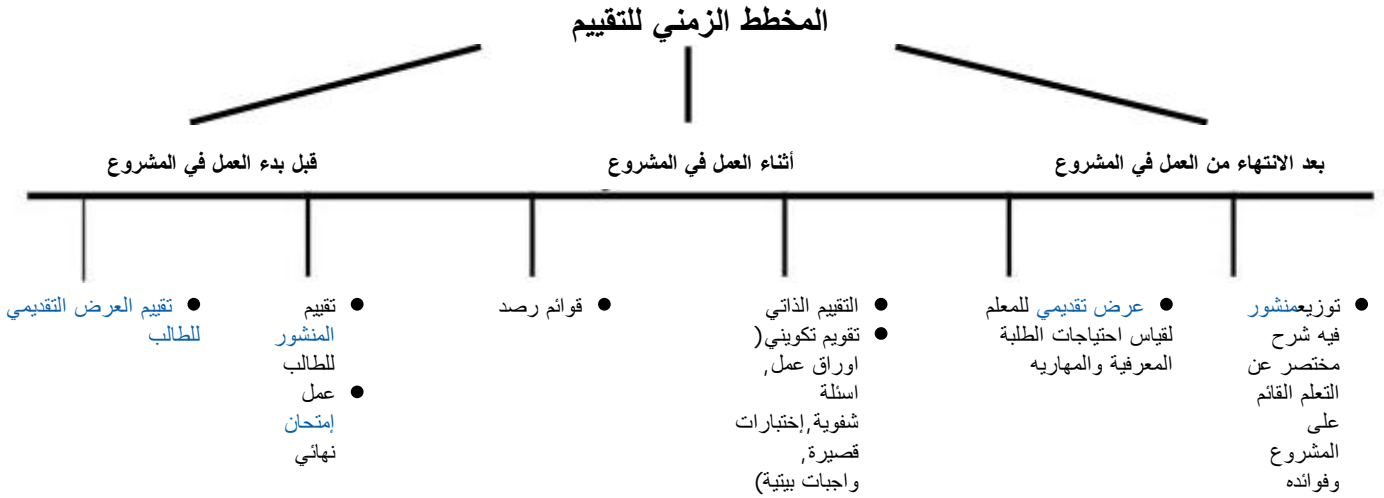 المخطط الزمني للتقييم
بعد الانتهاء من العمل في المشروع
أثناء العمل في المشروع
قبل بدء العمل في المشروع
● توزيعمنشور
فيه شرح
مختصر عن
التعلم القائم
على
المشروع
وفوائده
● عرض تقديمي للمعلم
لقياس احتياجات الطلبة
المعرفية والمهاريه
● التقييم الذاتي
● تقويم تكويني(
اوراق عمل,
اسئلة
شفوية,إختبارات
قصيرة,
واجبات بيتية)
● قوائم رصد
● تقييم
المنشور
للطالب
● عمل
إمتحان
نهائي
● تقييم العرض التقديمي
للطالب